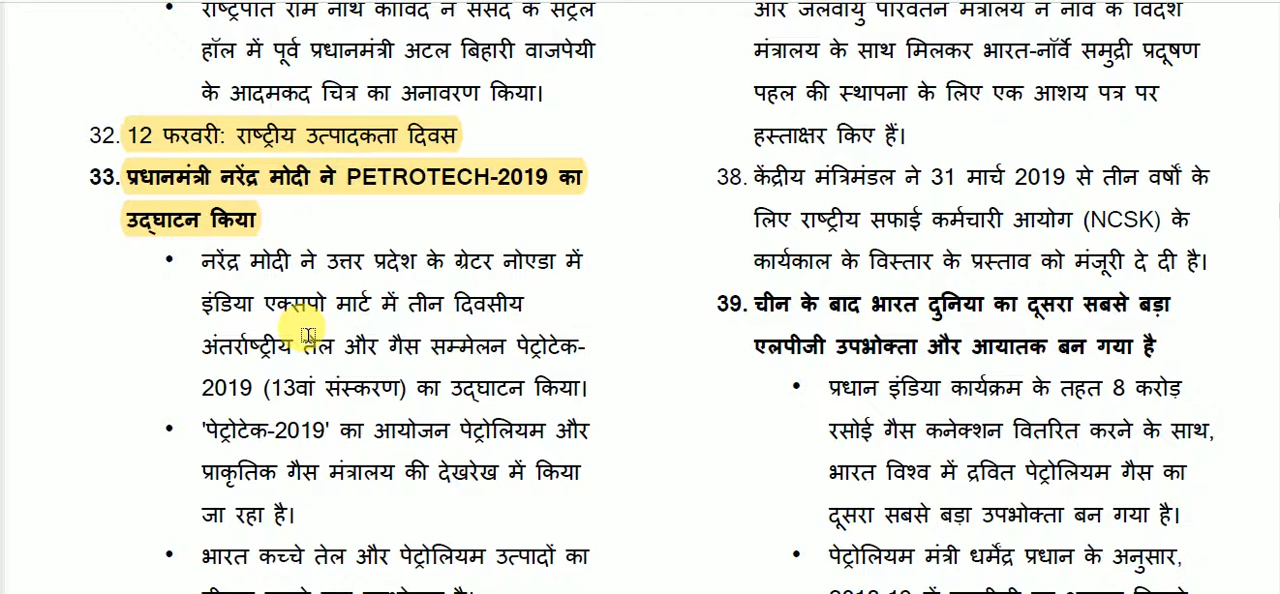 राष्ट्रपति राम नाथ कोविंद ने संसद के सेंट्रल
हॉल में पूर्व प्रधानमंत्री अटल बिहारी वाजपेयी
के आदमकद चित्र का अनावरण किया।
32. 12 फरवरी: राष्ट्रीय उत्पादकता दिवस
33. प्रधानमंत्री नरेंद्र मोदी ने PETROTECH-2019 का
उद्घाटन किया
• नरेंद्र मोदी ने उत्तर प्रदेश के ग्रेटर नोएडा में
इंडिया एक्सपो मार्ट में तीन दिवसीय
अंतर्राष्ट्रीय तेल और गैस सम्मेलन पेट्रोटेक-
2019 (13वां संस्करण) का उद्घाटन किया।
• 'पेट्रोटेक-2019' का आयोजन पेट्रोलियम और
प्राकृतिक गैस मंत्रालय की देखरेख में किया
जा रहा है।
• भारत कच्चे तेल और पेट्रोलियम उत्पादों का
और जलवायु परिवर्तन मंत्रालय ने नॉर्वे के विदेश
मंत्रालय के साथ मिलकर भारत-नॉर्वे समुद्री प्रदूषण
पहल की स्थापना के लिए एक आशय पत्र पर
हस्ताक्षर किए हैं।
38. केंद्रीय मंत्रिमंडल ने 31 मार्च 2019 से तीन वर्षों के
लिए राष्ट्रीय सफाई कर्मचारी आयोग (NCSK) के
कार्यकाल के विस्तार के प्रस्ताव को मंजूरी दे दी है।
39. चीन के बाद भारत दुनिया का दूसरा सबसे बड़ा
एलपीजी उपभोक्ता और आयातक बन गया है
• प्रधान इंडिया कार्यक्रम के तहत 8 करोड़
रसोई गैस कनेक्शन वितरित करने के साथ,
भारत विश्व में द्रवित पेट्रोलियम गैस का
दूसरा सबसे बड़ा उपभोक्ता बन गया है।
• पेट्रोलियम मंत्री धर्मेंद्र प्रधान के अनुसार,